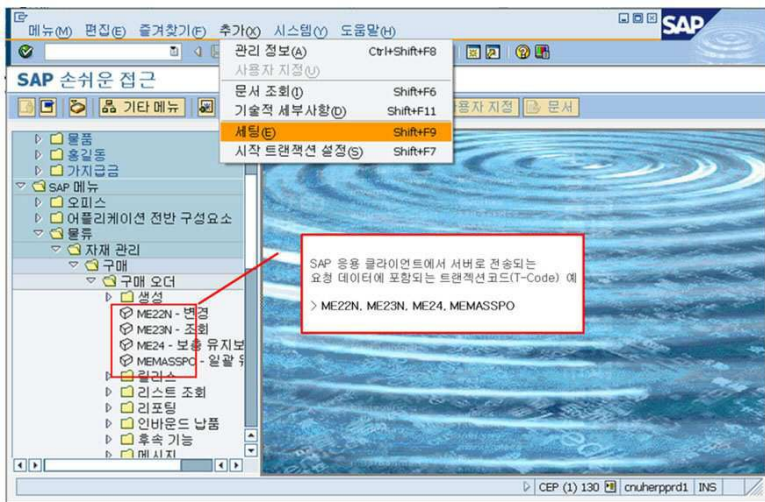 메뉴(M) 편집(E) 즐겨찾기(F) 추가(X) 시스템(Y) 도움말(H)
SAP
관리 정보(A) Ctrl+Shift+F8
사용자 지정(U)
문서 조회(I) Shift+F6
기술적 세부사항(D) Shift+F11
세팅(E) Shift+F9
시작 트랜잭션 설정(S) Shift+F7
SAP 손쉬운 접근
기타 메뉴
사용자 지정 문서
물품
홍길동
가지급금
SAP 메뉴
오피스
어플리케이션 전반 구성요소
물류
자재 관리
구매
구매 오더
생성
ME22N - 변경
ME23N - 조회
ME24 - 보충 유지보
MEMASSPO - 일괄
릴리스
리스트 조회
리포팅
인바운드 납품
후속 기능
메시지
SAP 응용 클라이언트에서 서버로 전송되는
요청 데이터에 포함되는 트랜젝션코드(T-Code) 예
> ME22N, ME23N, ME24, MEMASSPO
CEP (1) 130 cnuherpprd1 INS